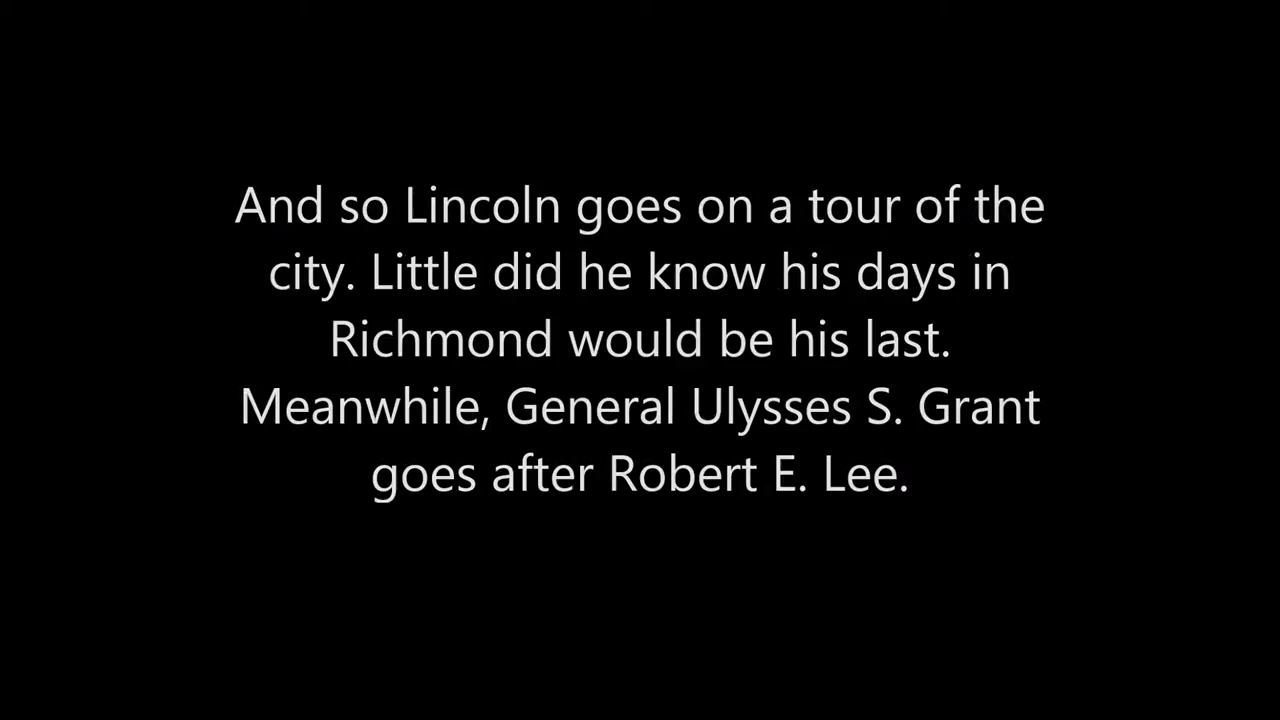 And so Lincoln goes on a tour of the
city. Little did he know his days in
Richmond would be his last.
Meanwhile, General Ulysses S. Grant
goes after Robert E. Lee.